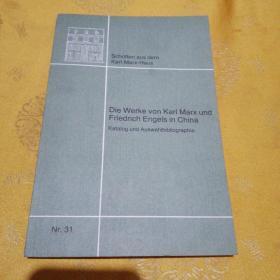 Schriften aus dem
Karl-Marx-Haus
Die Werke von Karl Marx und
Friedrich Engels in China
Katalog und Auswahlbibliographie
Nr. 31